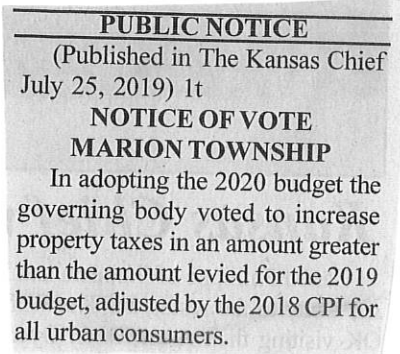 PUBLIC NOTICE
(Published in The Kansas Chief
July 25, 2019) 1t
NOTICE OF VOTE
MARION TOWNSHIP
In adopting the 2020 budget the
governing body voted to increase
property taxes in an amount greater
than the amount levied for the 2019
budget, adjusted by the 2018 CPI for
all urban consumers.